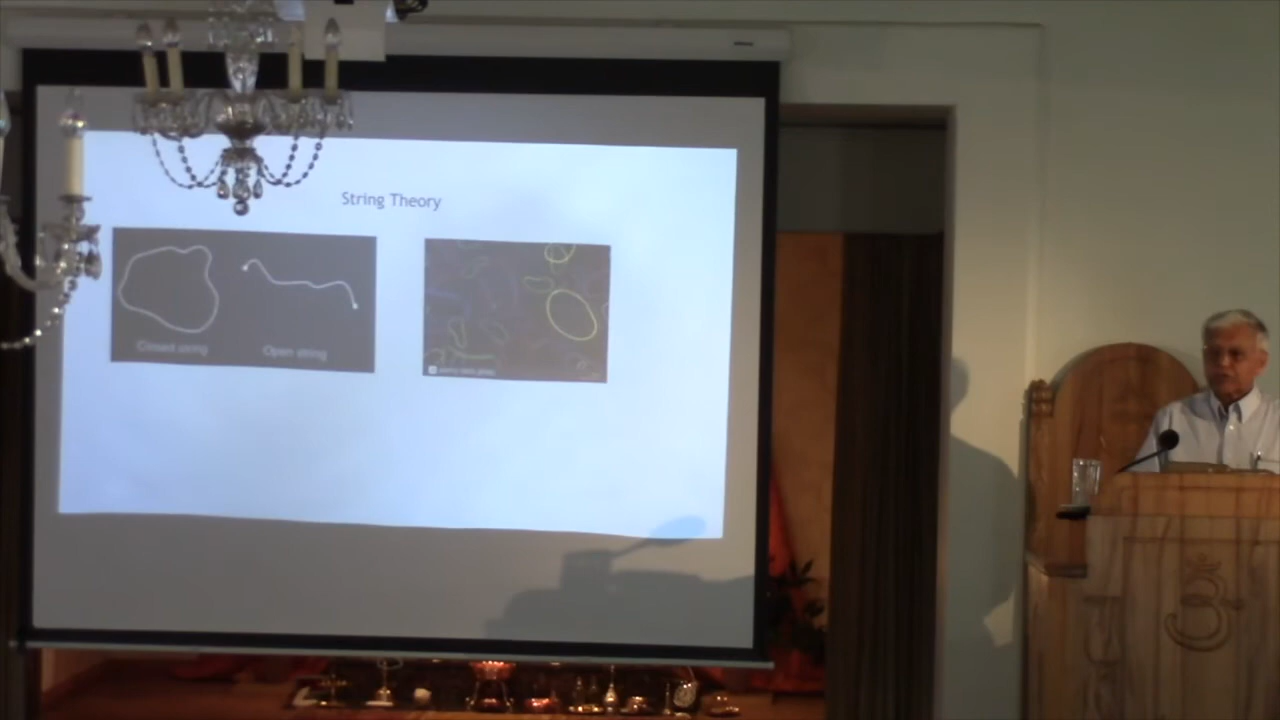 String Theory
Closed string
Open string
ॐ